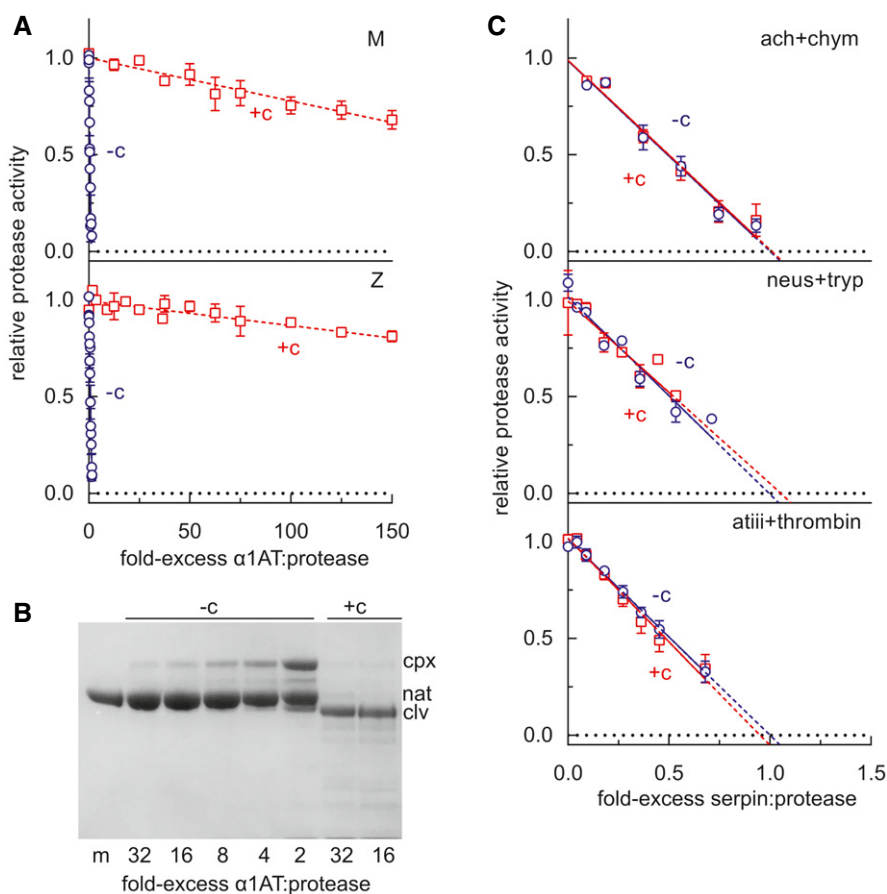 A
M
1.0
0.5
0.0
+c
-c
Z
1.0
0.5
0.0
+c
-c
relative protease activity
0 50 100 150
fold-excess α1AT:protease
B
-c +c
cpx
nat
clv
m 32 16 8 4 2 32 16
fold-excess α1AT:protease
C
ach+chym
1.0
0.5
0.0
-c
+c
neus+tryp
1.0
0.5
0.0
-c
+c
atiii+thrombin
1.0
0.5
0.0
-c
+c
relative protease activity
0.0 0.5 1.0 1.5
fold-excess serpin:protease